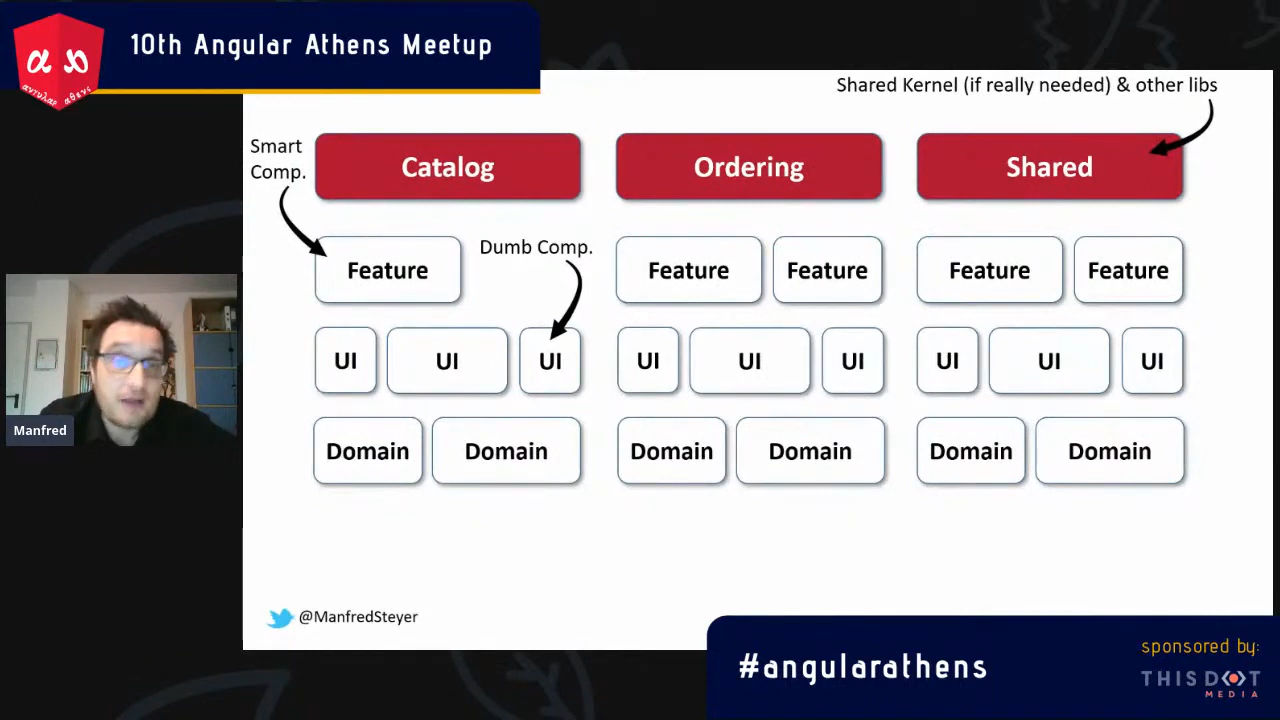 10th Angular Athens Meetup
αντυλαρ αθενς
Shared Kernel (if really needed) & other libs
Smart
Comp.
Catalog
Ordering
Shared
Dumb Comp.
Feature
Feature
Feature
Feature
Feature
UI
UI
UI
UI
UI
UI
UI
UI
UI
Manfred
Domain
Domain
Domain
Domain
Domain
Domain
@ManfredSteyer
#angularathens
sponsored by:
THIS DOT
MEDIA